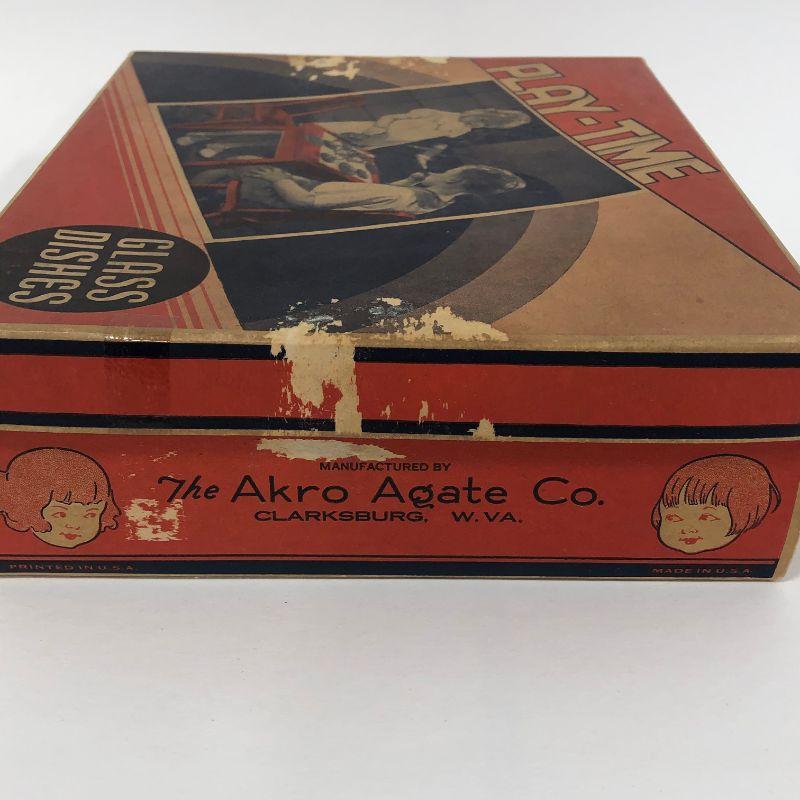 PLAY-TIME
GLASS
DISHES
MANUFACTURED BY
The Akro Agate Co.
CLARKSBURG, W. VA.
PRINTED IN U.S.A.
MADE IN U.S.A.